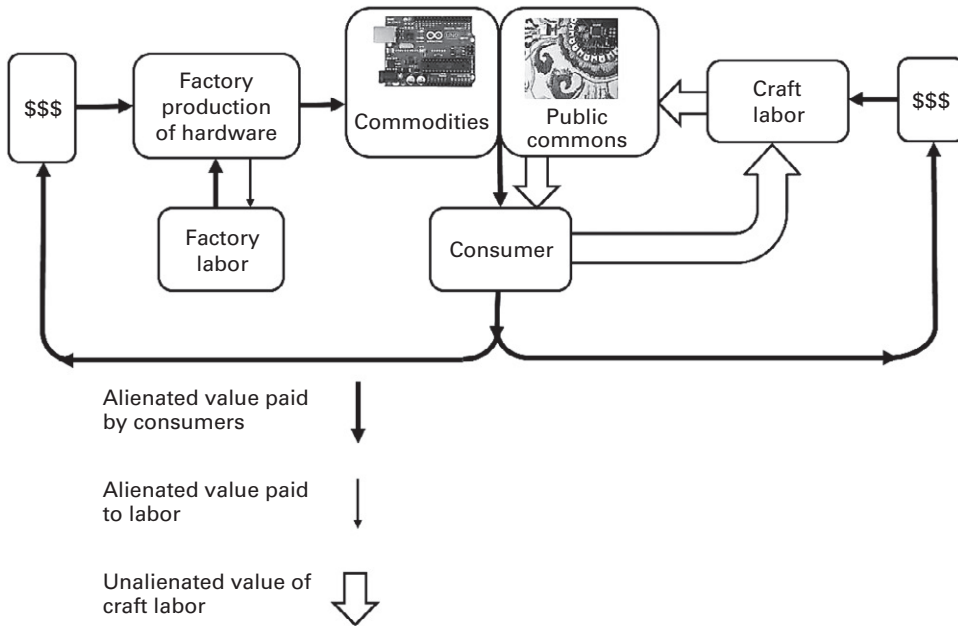 $$$
Factory
production
of hardware
Commodities
Public
commons
Craft
labor
$$$
Factory
labor
Consumer
Alienated value paid
by consumers
Alienated value paid
to labor
Unalienated value of
craft labor